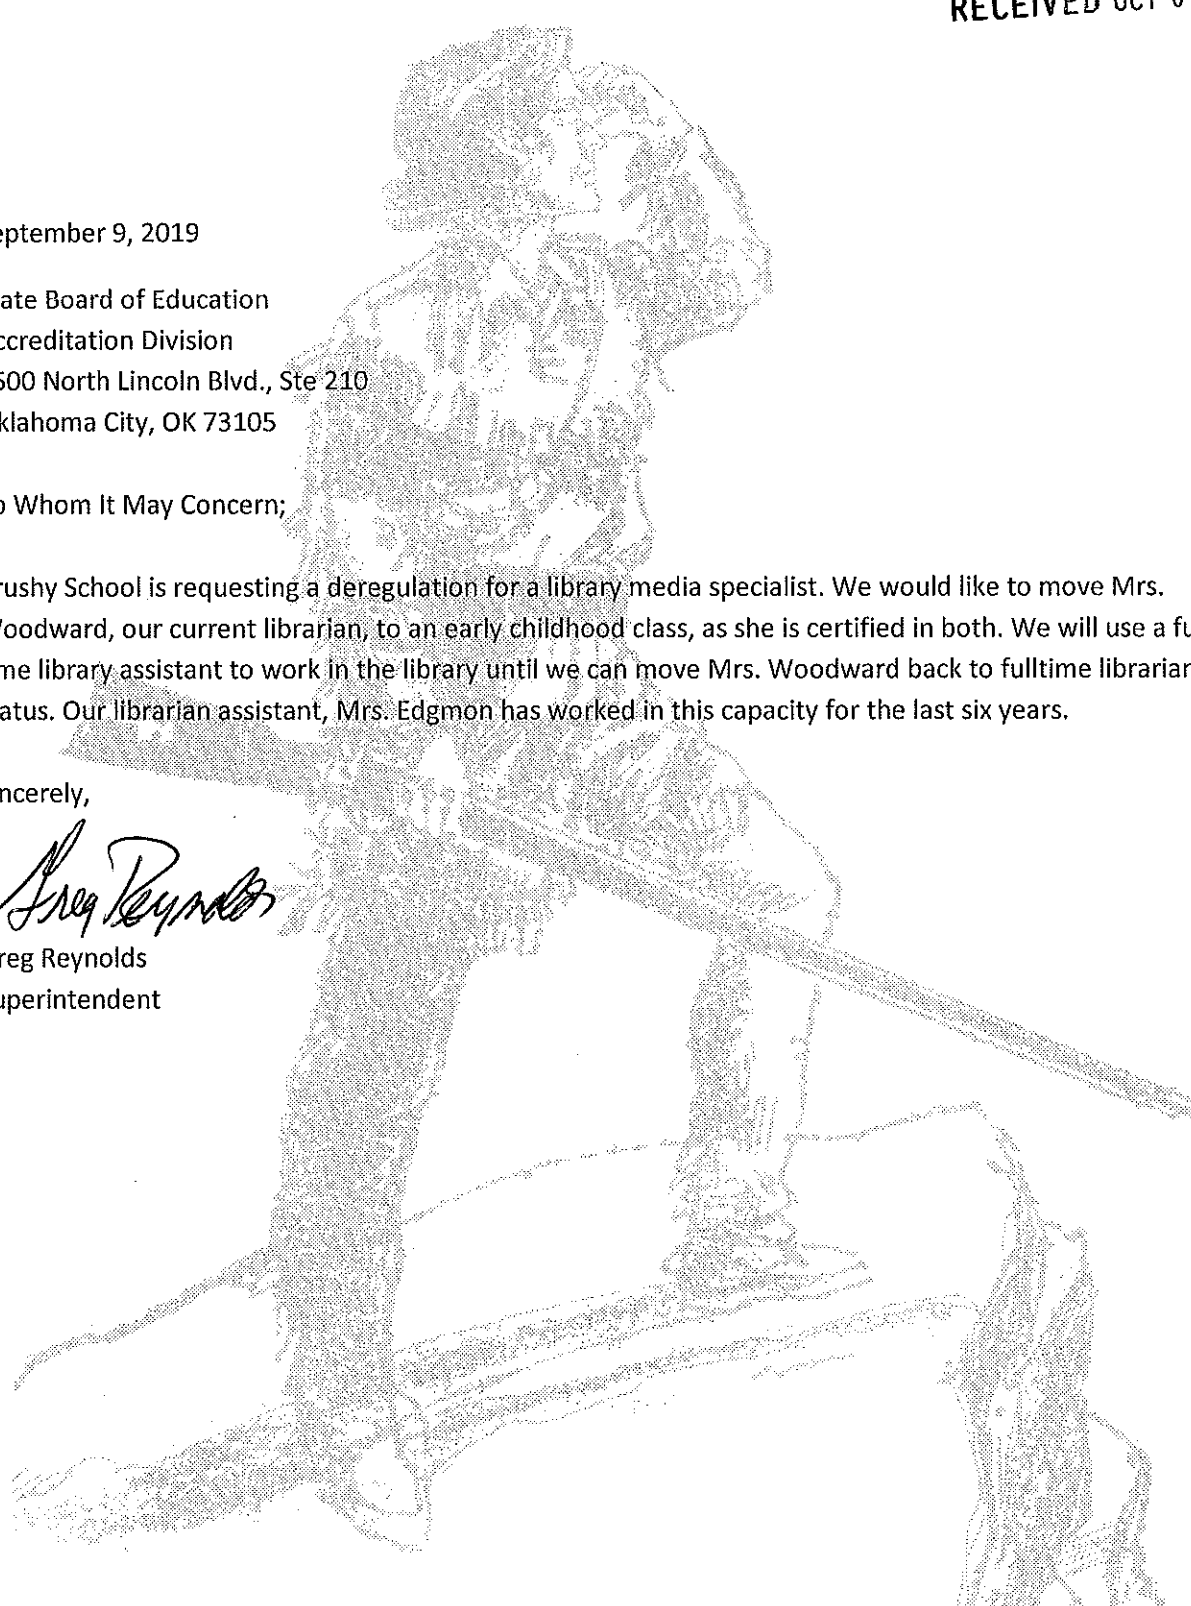 RECEIVED OCT 0
eptember 9, 2019
ate Board of Education
ccreditation Division
500 North Lincoln Blvd., Ste 210
klahoma City, OK 73105
o Whom It May Concern;
rushy School is requesting a deregulation for a library media specialist. We would like to move Mrs.
oodward, our current librarian, to an early childhood class, as she is certified in both. We will use a fu
me library assistant to work in the library until we can move Mrs. Woodward back to fulltime librarian
atus. Our librarian assistant, Mrs. Edgmon has worked in this capacity for the last six years.
ncerely,
Greg Reynolds
reg Reynolds
uperintendent